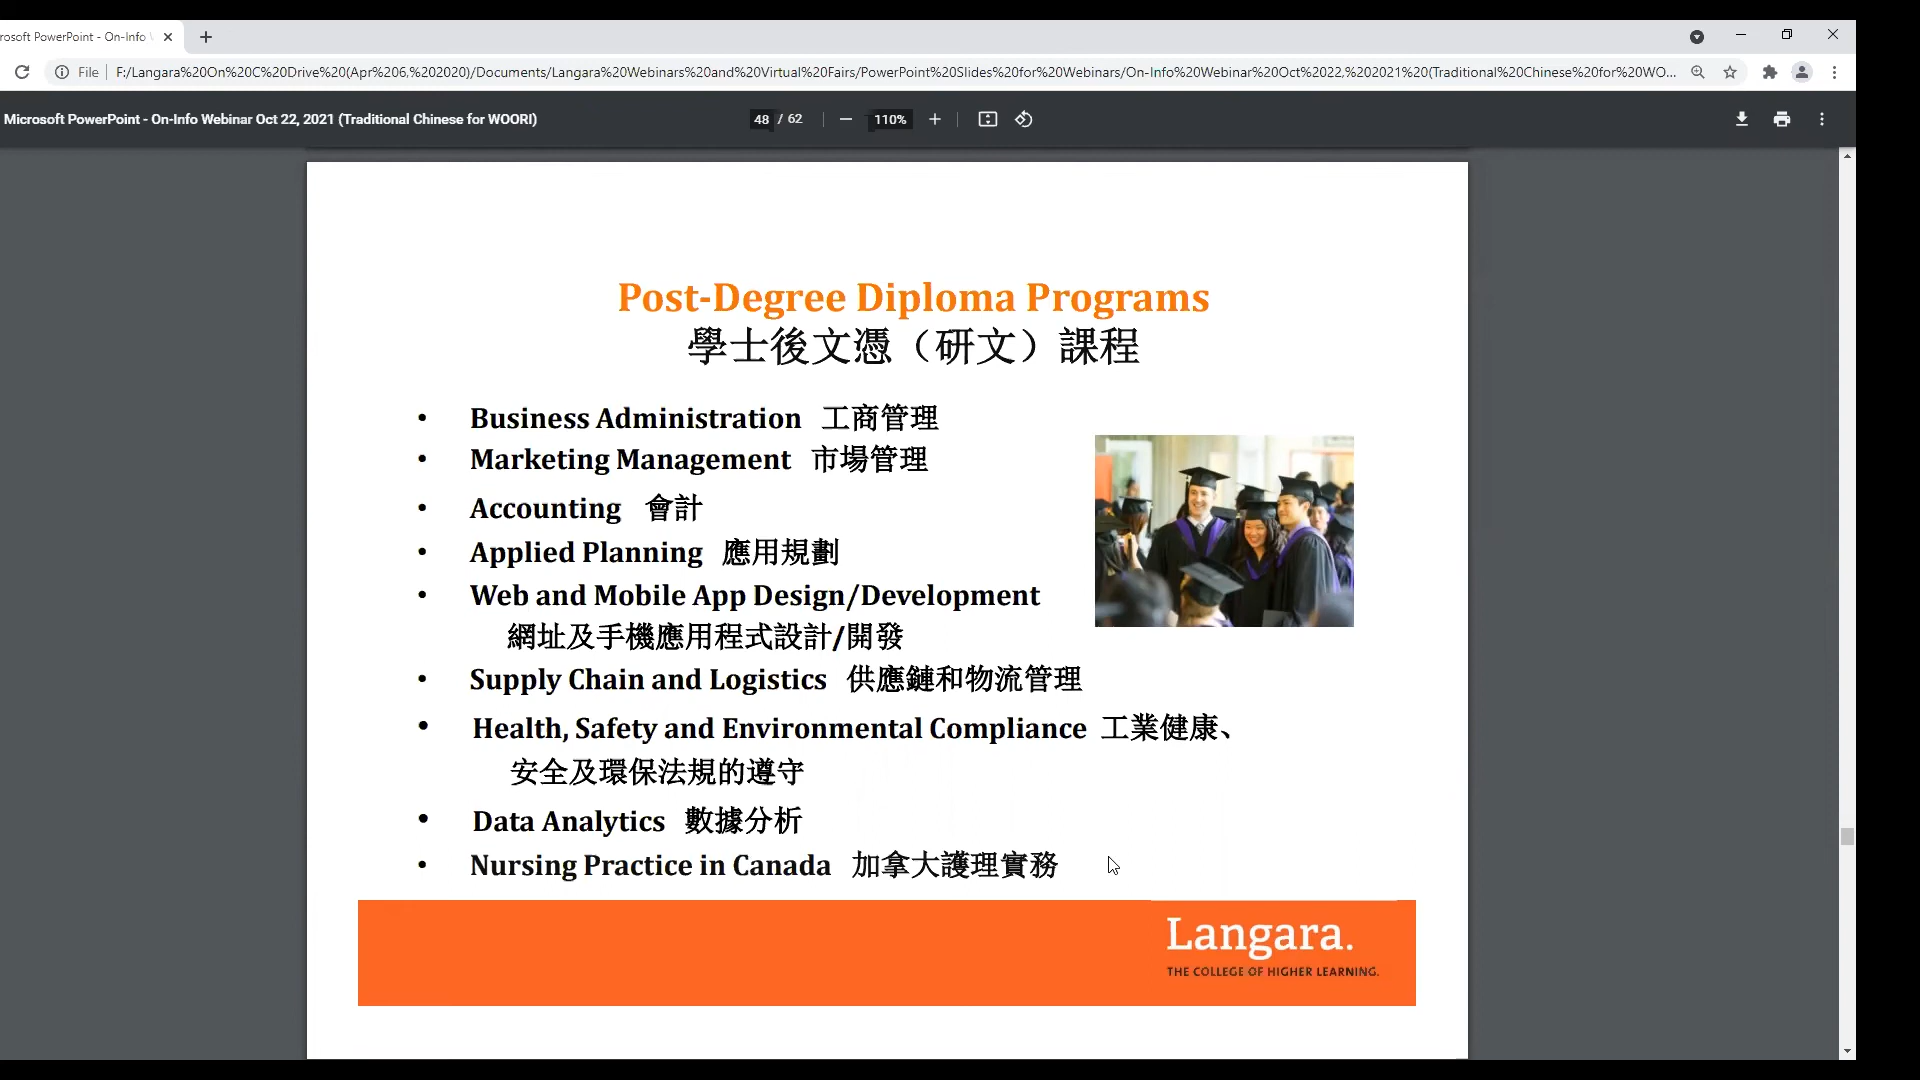 rosoft PowerPoint - On-Info
File
F:/Langara%20On%20C%20Drive%20(Apr%206,%202020)/Documents/Langara%20Webinars%20and%20Virtual%20Fairs/PowerPoint%20Slides%20for%20Webinars/On-Info%20Webinar%20Oct%2022,%202021%20(Traditional%20Chinese%20for%20WO...
Microsoft PowerPoint - On-Info Webinar Oct 22, 2021 (Traditional Chinese for WOORI)
48 / 62
110%
Post-Degree Diploma Programs
學士後文憑（研文）課程
• Business Administration 工商管理
• Marketing Management 市場管理
• Accounting 會計
• Applied Planning 應用規劃
• Web and Mobile App Design/Development
網址及手機應用程式設計/開發
• Supply Chain and Logistics 供應鏈和物流管理
• Health, Safety and Environmental Compliance 工業健康、
安全及環保法規的遵守
• Data Analytics 數據分析
• Nursing Practice in Canada 加拿大護理實務
Langara.
THE COLLEGE OF HIGHER LEARNING.